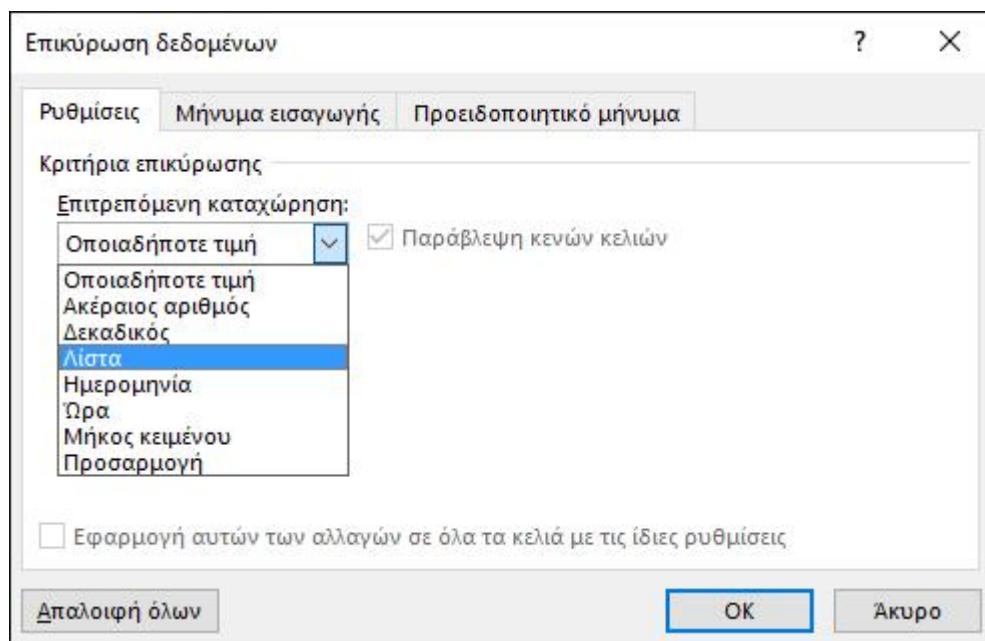 Επικύρωση δεδομένων ?
Ρυθμίσεις Μήνυμα εισαγωγής Προειδοποιητικό μήνυμα
Κριτήρια επικύρωσης
Επιτρεπόμενη καταχώρηση:
Οποιαδήποτε τιμή Παράβλεψη κενών κελιών
Οποιαδήποτε τιμή
Ακέραιος αριθμός
Δεκαδικός
Λίστα
Ημερομηνία
Ώρα
Μήκος κειμένου
Προσαρμογή
Εφαρμογή αυτών των αλλαγών σε όλα τα κελιά με τις ίδιες ρυθμίσεις
Απαλοιφή όλων OK Άκυρο